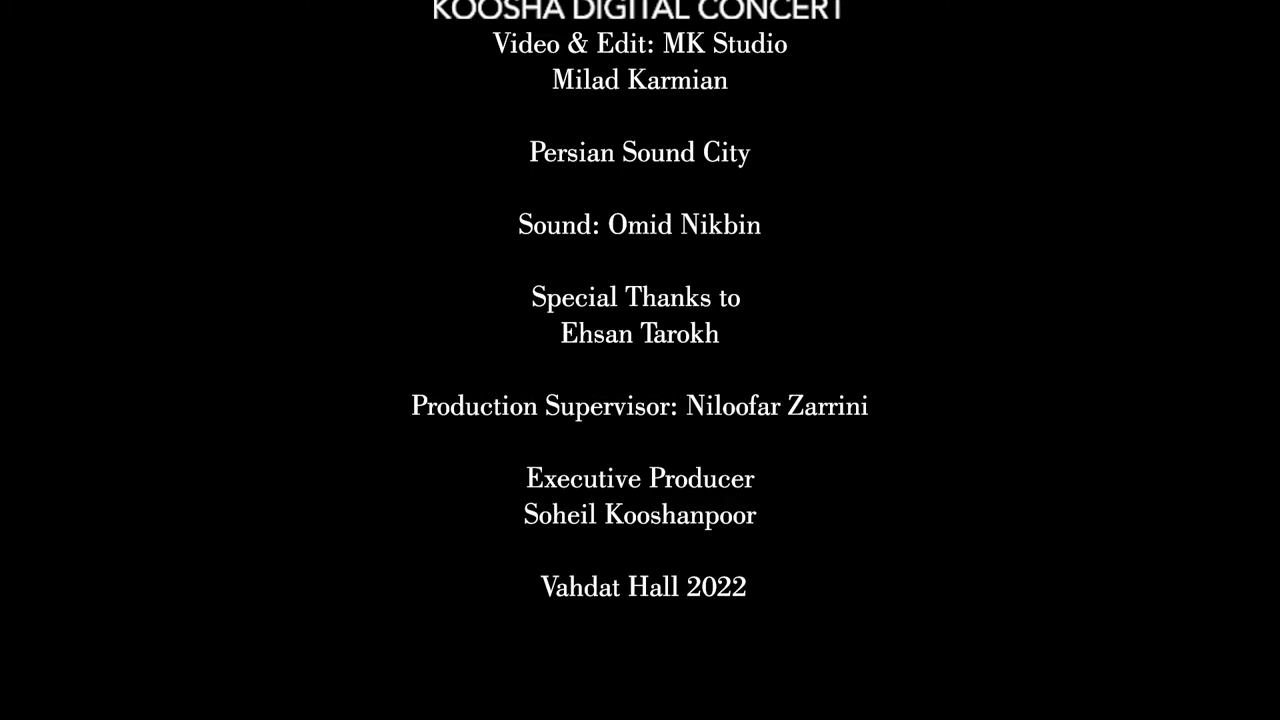 KOOSHA DIGITAL CONCERT
Video & Edit: MK Studio
Milad Karmian
Persian Sound City
Sound: Omid Nikbin
Special Thanks to
Ehsan Tarokh
Production Supervisor: Niloofar Zarrini
Executive Producer
Soheil Kooshanpoor
Vahdat Hall 2022